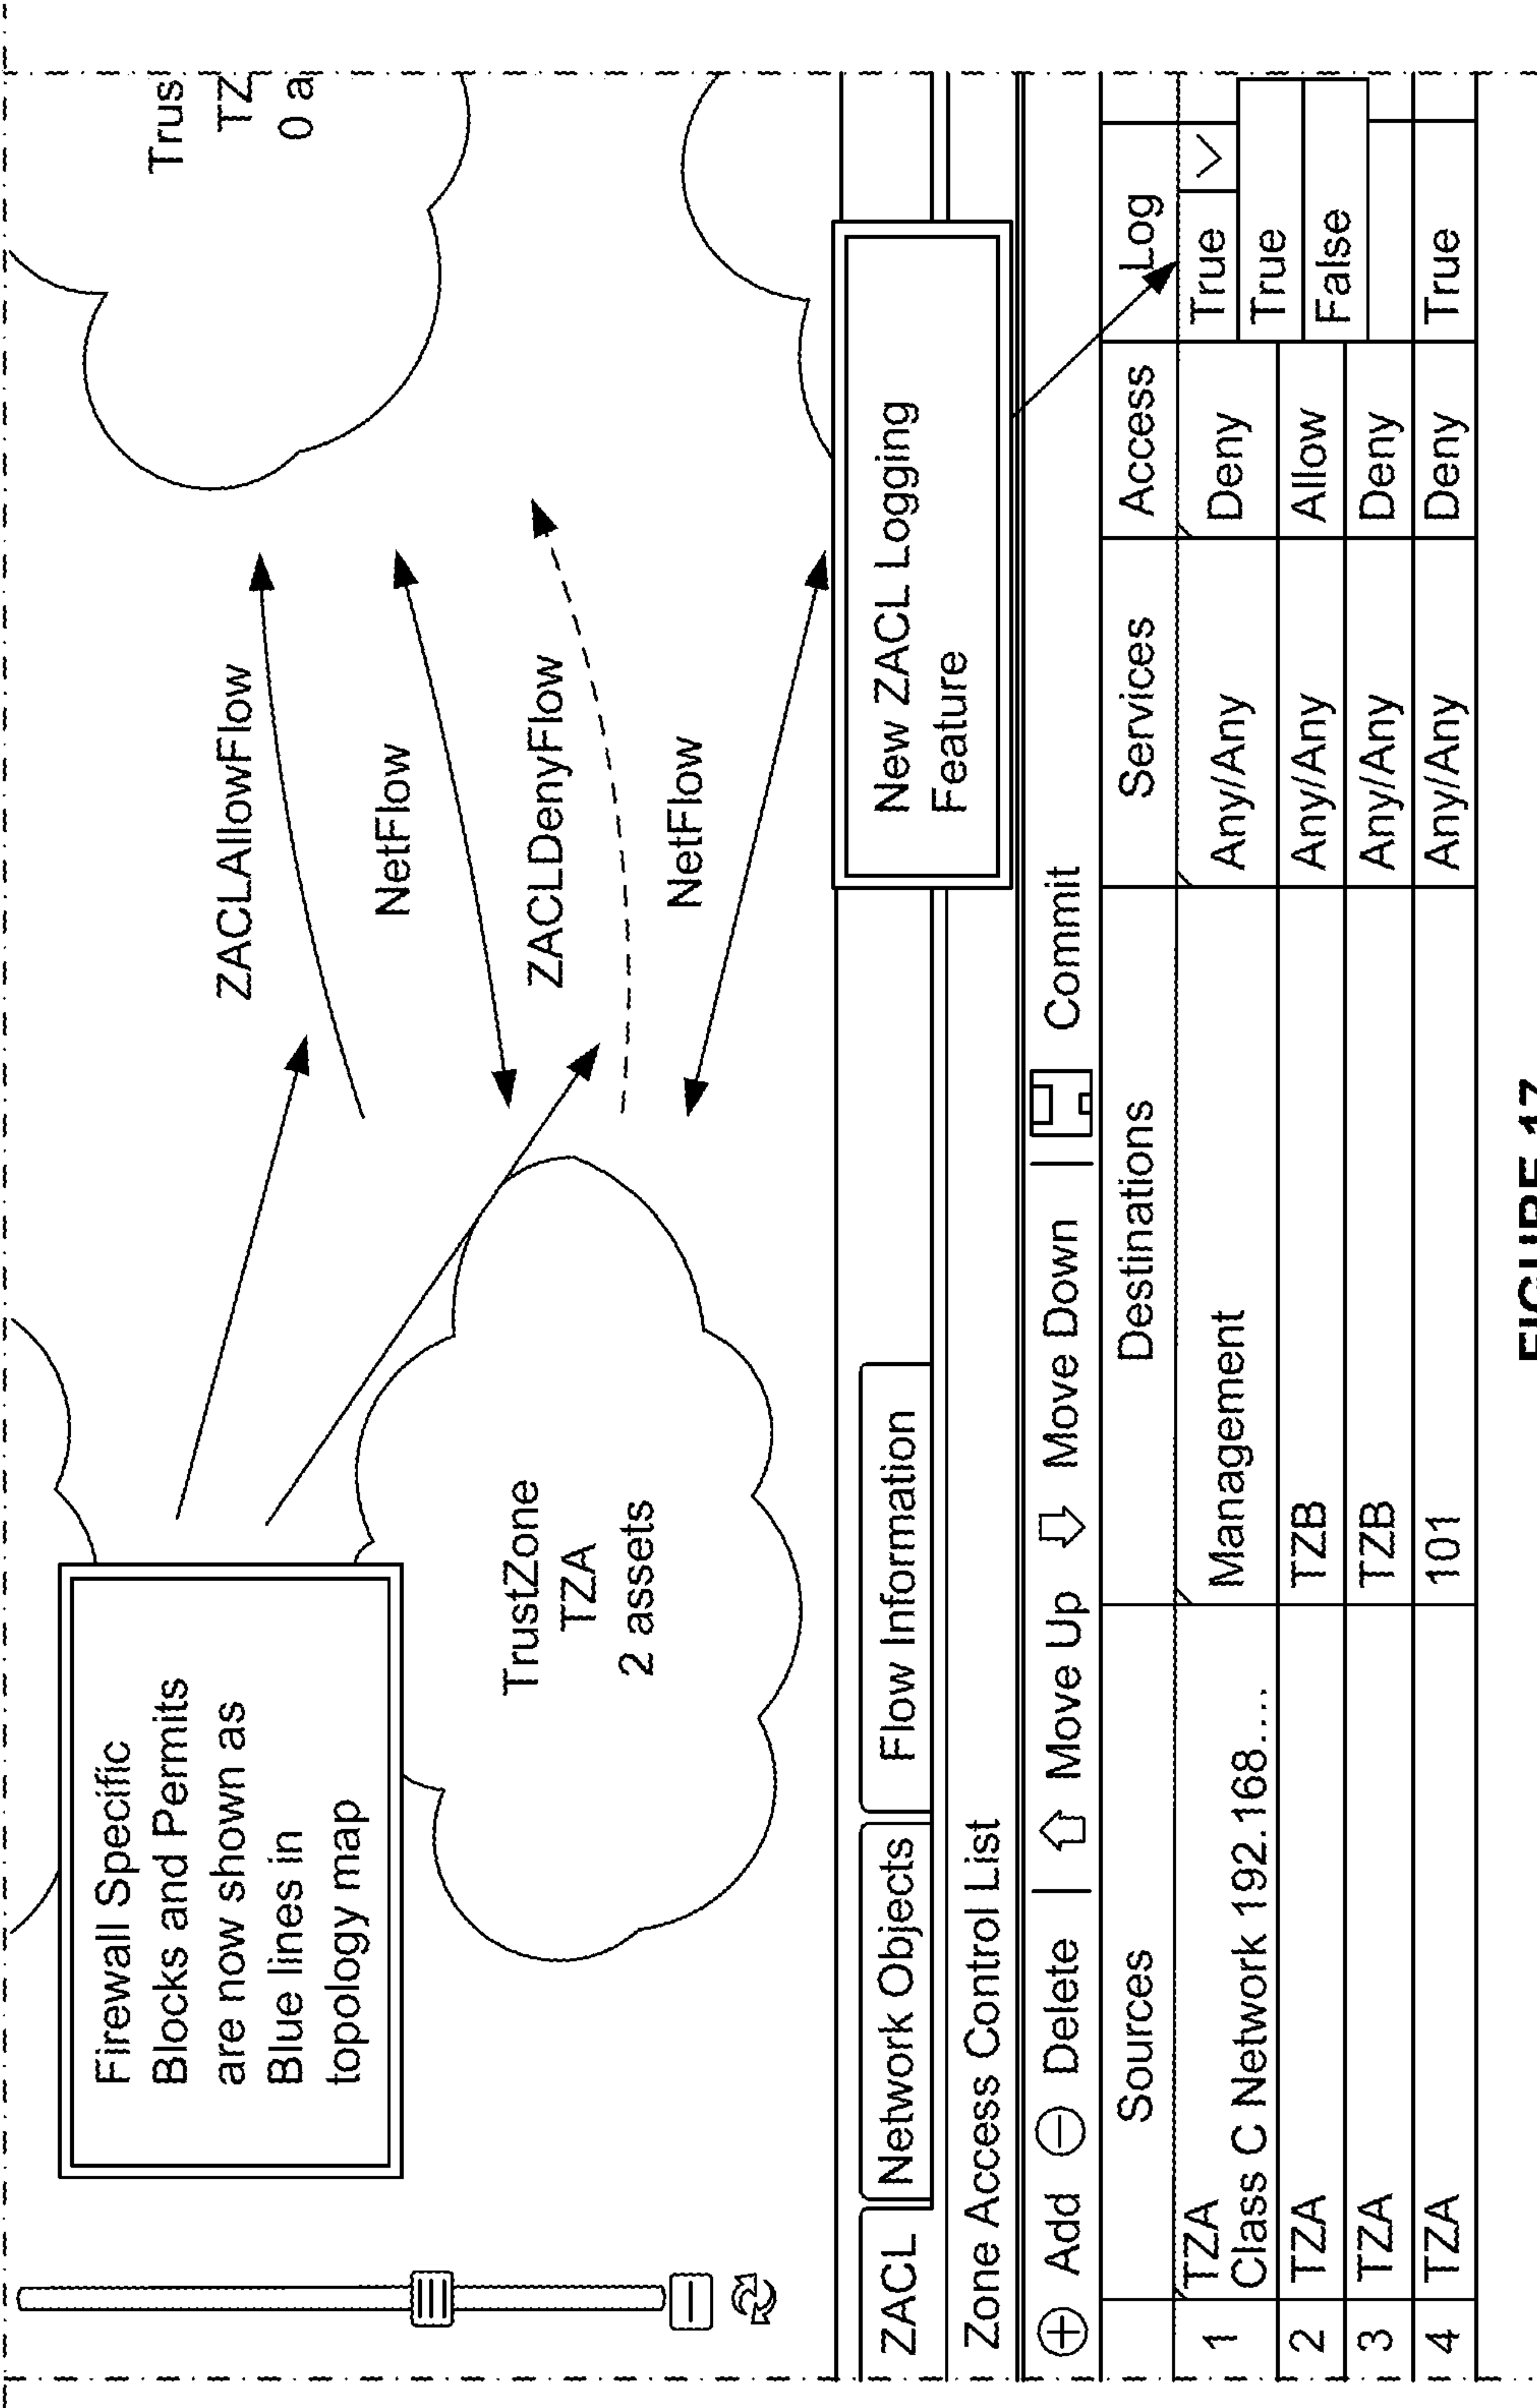 Trus
TZ
0 a
Firewall Specific
Blocks and Permits
are now shown as
Blue lines in
topology map
ZACLAllowFlow
NetFlow
ZACLDenyFlow
NetFlow
TrustZone
TZA
2 assets
New ZACL Logging
Feature
ZACL Network Objects Flow Information
Zone Access Control List
Add Delete Move Up Move Down Commit
Sources Destinations Services Access Log
1 TZA Management Any/Any Deny True
Class C Network 192.168....
True
False
2 TZA TZB Any/Any Allow
3 TZA TZB Any/Any Deny
4 TZA 101 Any/Any Deny True
FIGURE 17